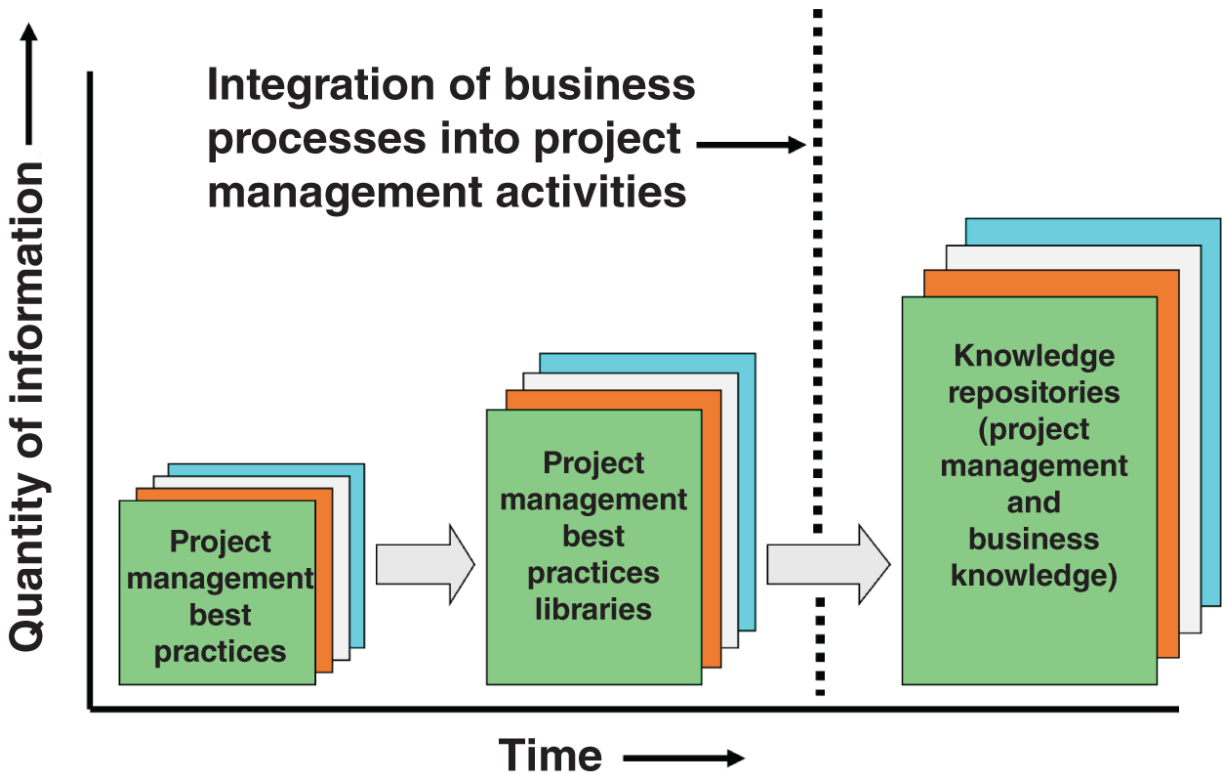 Quantity of information
Integration of business
processes into project
management activities
Project
management
best
practices
Project
management
best
practices
libraries
Knowledge
repositories
(project
management
and
business
knowledge)
Time